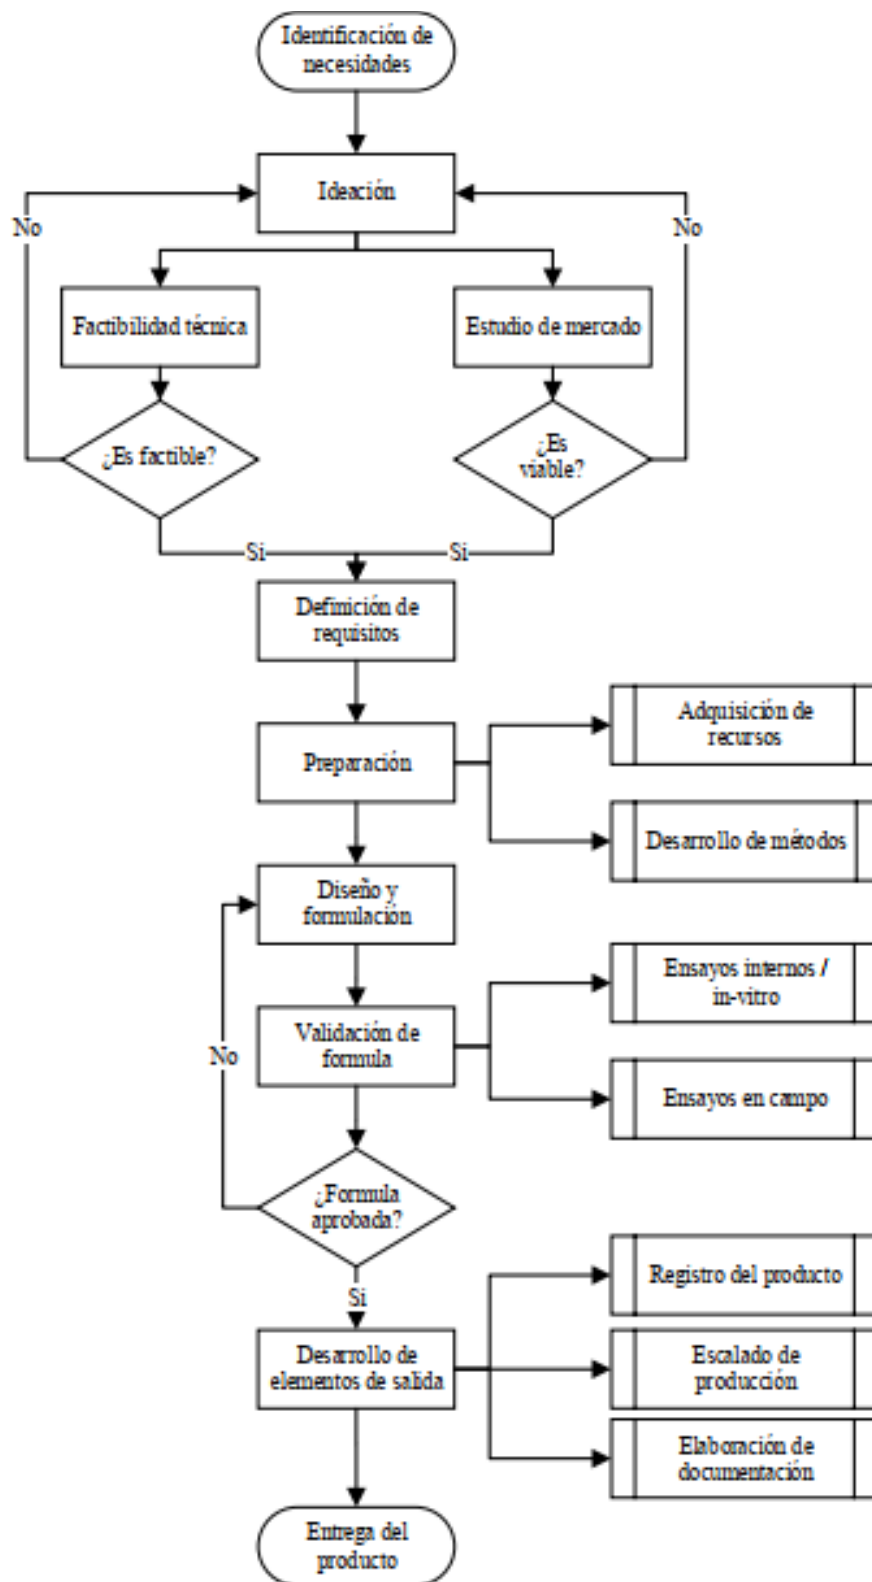 Identificación de
necesidades
Ideación
No
No
Factibilidad técnica
Estudio de mercado
¿Es factible?
¿Es
viable?
Si
Si
Definición de
requisitos
Preparación
Adquisición de
recursos
Desarrollo de métodos
Diseño y
formulación
Validación de
formula
Ensayos internos /
in-vitro
No
Ensayos en campo
¿Formula
aprobada?
Si
Registro del producto
Desarrollo de
elementos de salida
Escalado de
producción
Elaboración de
documentación
Entrega del
producto